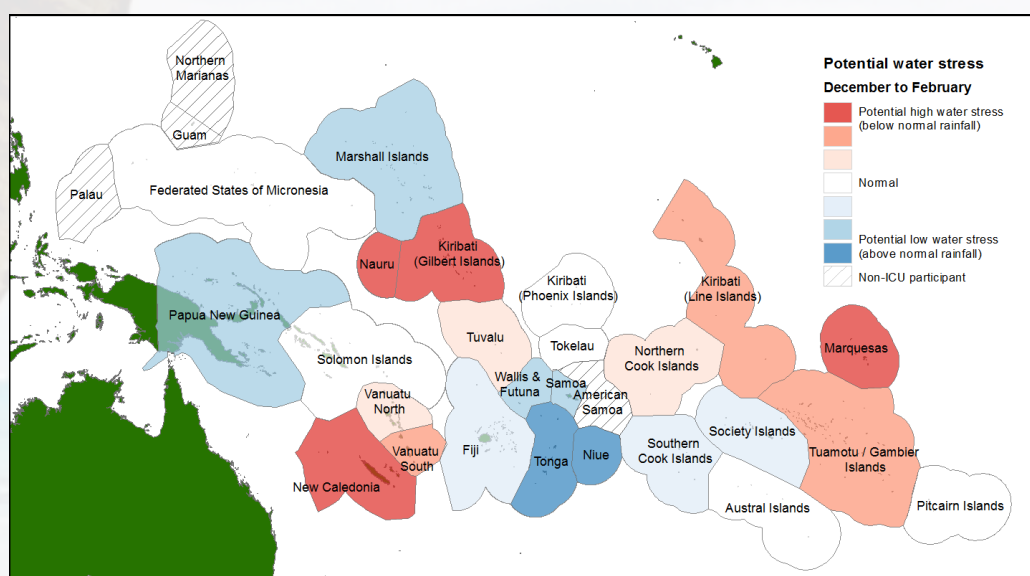 Northern
Marianas
Guam
Palau
Federated States of Micronesia
Marshall Islands
Nauru
Kiribati
(Gilbert Islands)
Papua New Guinea
Solomon Islands
Tuvalu
Kiribati
(Phoenix Islands)
Tokelau
Kiribati
(Line Islands)
Northern
Cook Islands
Marquesas
Wallis &
Futuna
Samoa
American
Samoa
Vanuatu
North
Vahuatu
South
New Caledonia
Fiji
Tonga
Niue
Southern
Cook Islands
Society Islands
Tuamotu / Gambier
Islands
Austral Islands
Pitcairn Islands
Potential water stress
December to February
Potential high water stress
(below normal rainfall)
Normal
Potential low water stress
(above normal rainfall)
Non-ICU participant